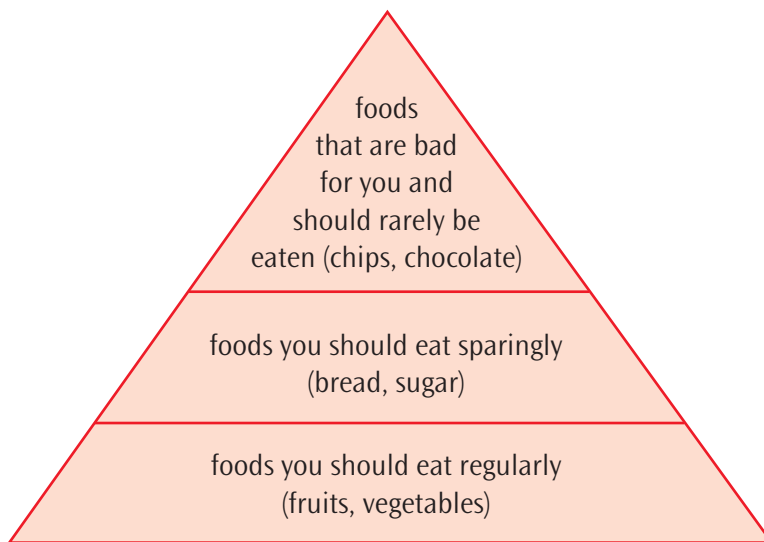 foods
that are bad
for you and
should rarely be
eaten (chips, chocolate)
foods you should eat sparingly
(bread, sugar)
foods you should eat regularly
(fruits, vegetables)